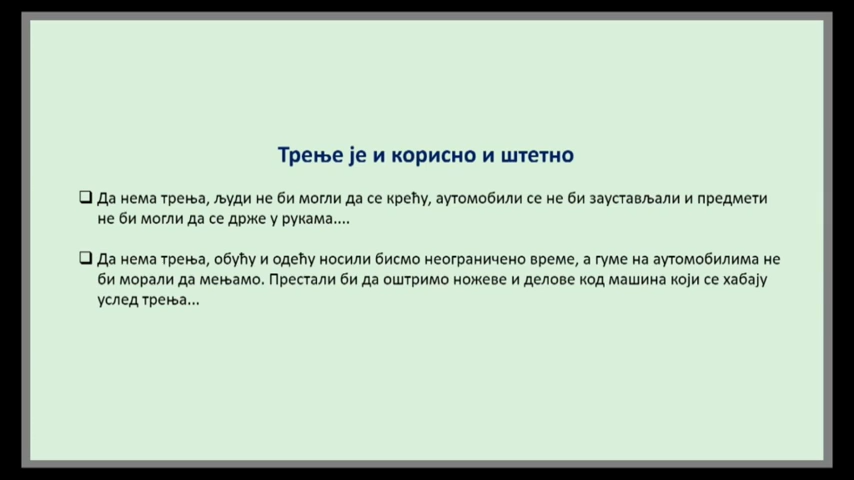 Трење је и корисно и штетно
❑ Да нема трења, људи не би могли да се крећу, аутомобили се не би заустављали и предмети
не би могли да се држе у рукама....
❑ Да нема трења, обућу и одећу носили бисмо неограничено време, а гуме на аутомобилима не
би морали да мењамо. Престали би да оштримо ножеве и делове код машина који се хабају
услед трења...